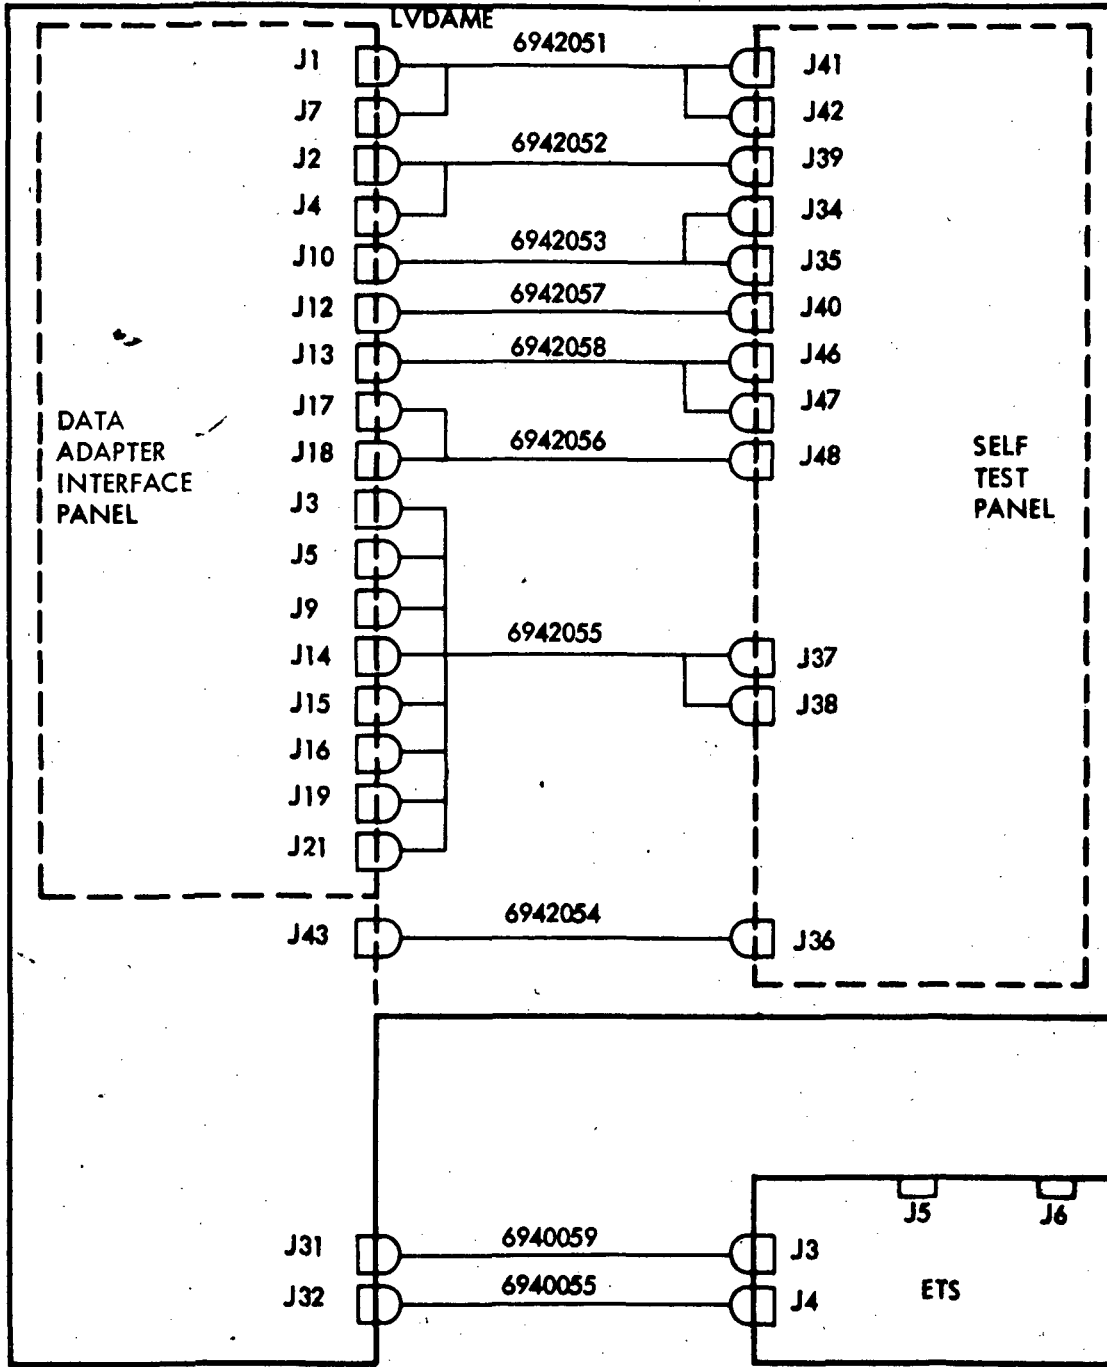 LVDAME
J1 6942051 J41
J7 J42
J2 6942052 J39
J4 J34
J10 6942053 J35
J12 6942057 J40
J13 6942058 J46
J17 J47
J18 6942056 J48
DATA
ADAPTER
INTERFACE
PANEL
SELF
TEST
PANEL
J3
J5
J9
J14 6942055 J37
J15 J38
J16
J19
J21
J43 6942054 J36
J5 J6
J31 6940059 J3
J32 6940055 J4
ETS